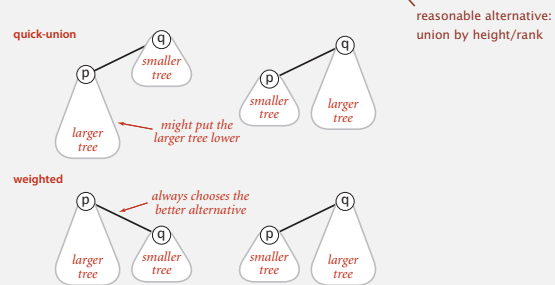 reasonable alternative:
union by height/rank
quick-union
q
smaller
tree
p
larger
tree
might put the
larger tree lower
q
p
smaller
tree
larger
tree
weighted
p
always chooses the
better alternative
q
larger
tree
smaller
tree
q
p
smaller
tree
larger
tree